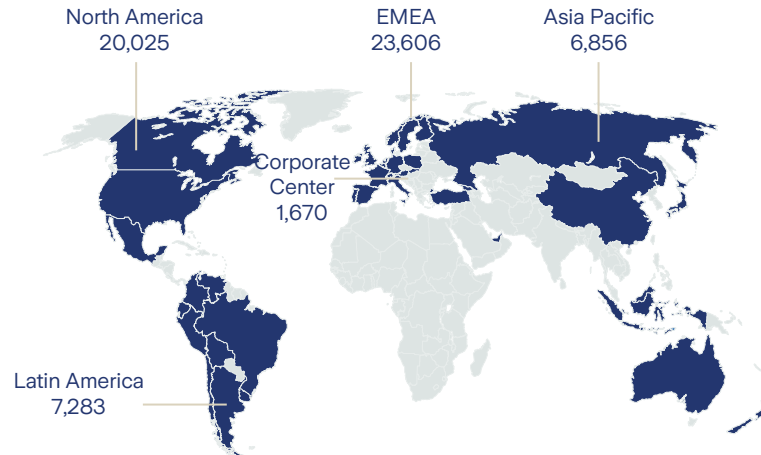 North America
20,025
EMEA
23,606
Asia Pacific
6,856
Corporate
Center
1,670
Latin America
7,283